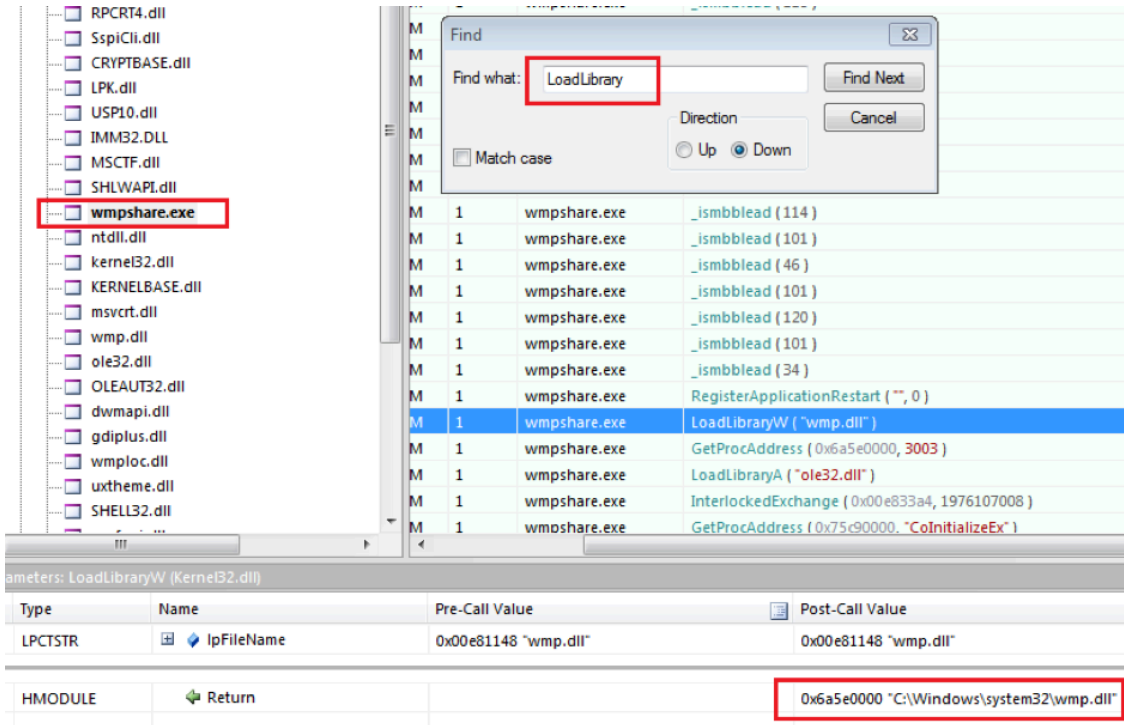 RPCRT4.dll
SspiCli.dll
CRYPTBASE.dll
LPK.dll
USP10.dll
IMM32.DLL
MSCTF.dll
SHLWAPI.dll
wmpshare.exe
ntdll.dll
kernel32.dll
KERNELBASE.dll
msvcrt.dll
wmp.dll
ole32.dll
OLEAUT32.dll
dwmapi.dll
gdiplus.dll
wmploc.dll
uxtheme.dll
SHELL32.dll
Find
Find what: LoadLibrary Find Next
Direction Cancel
Match case Up Down
M
M
M
M
M
M
M
M 1 wmpshare.exe _ismbblead ( 114 )
M 1 wmpshare.exe _ismbblead ( 101 )
M 1 wmpshare.exe _ismbblead ( 46 )
M 1 wmpshare.exe _ismbblead ( 101 )
M 1 wmpshare.exe _ismbblead ( 120 )
M 1 wmpshare.exe _ismbblead ( 101 )
M 1 wmpshare.exe _ismbblead ( 34 )
M 1 wmpshare.exe RegisterApplicationRestart ( "", 0 )
M 1 wmpshare.exe LoadLibraryW ( "wmp.dll" )
M 1 wmpshare.exe GetProcAddress ( 0x6a5e0000, 3003 )
M 1 wmpshare.exe LoadLibraryA ( "ole32.dll" )
M 1 wmpshare.exe InterlockedExchange ( 0x00e833a4, 1976107008 )
M 1 wmpshare.exe GetProcAddress ( 0x75c90000, "CoInitializeEx" )
ameters: LoadLibraryW (Kernel32.dll)
Type Name Pre-Call Value Post-Call Value
LPCTSTR lpFileName 0x00e81148 "wmp.dll" 0x00e81148 "wmp.dll"
HMODULE Return 0x6a5e0000 "C:\Windows\system32\wmp.dll"